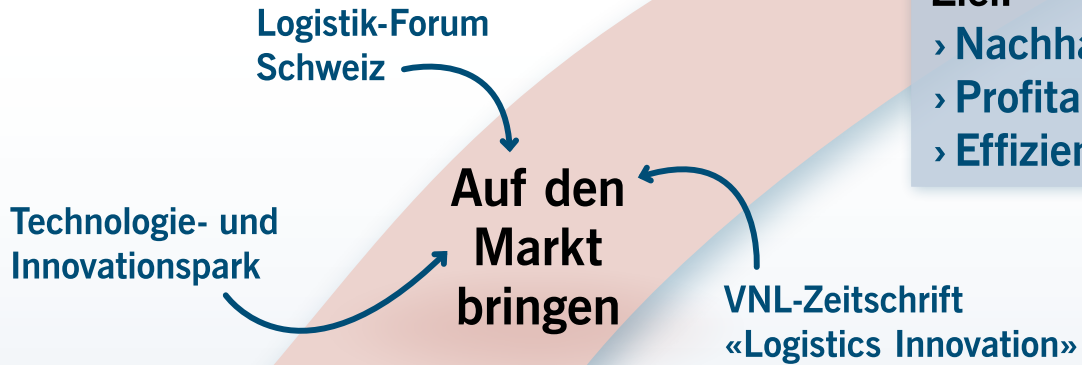 Logistik-Forum
Schweiz
Auf den
Markt
bringen
Technologie- und
Innovationspark
VNL-Zeitschrift
«Logistics Innovation»
›
›
›